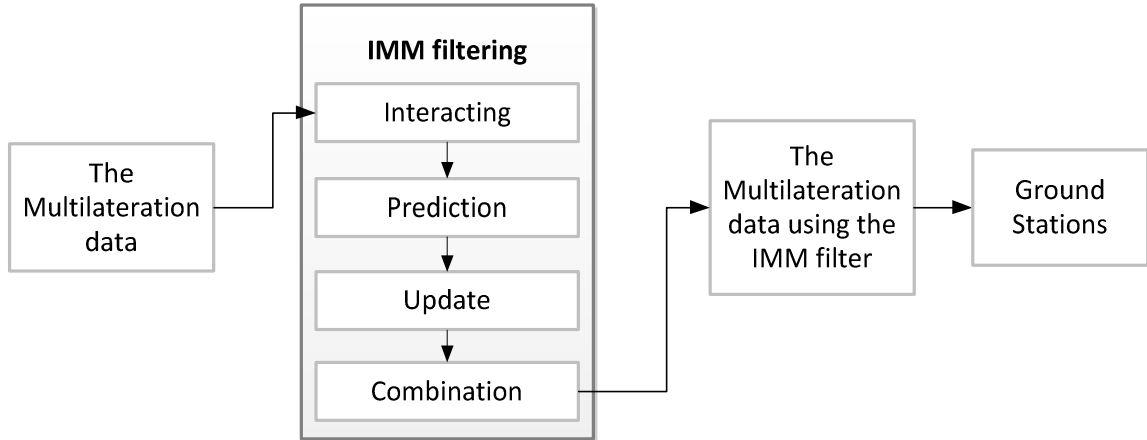 The
Multilateration
data
IMM filtering
Interacting
Prediction
Update
Combination
The
Multilateration
data using the
IMM filter
Ground
Stations